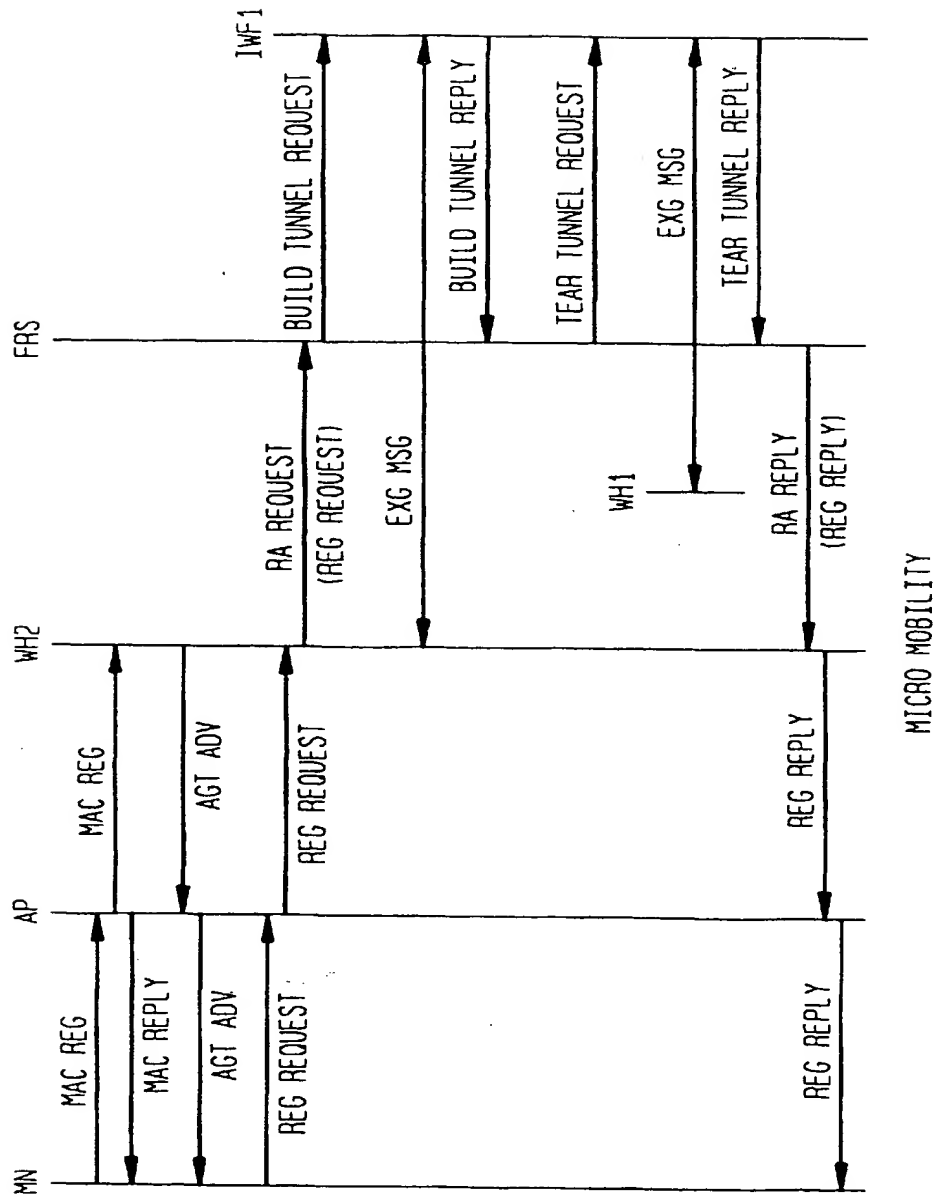 MN
AP
WH2
FRS
IWF1
MAC REG
MAC REG
MAC REPLY
AGT ADV
AGT ADV
REG REQUEST
REG REQUEST
RA REQUEST
(REG REQUEST)
BUILD TUNNEL REQUEST
EXG MSG
BUILD TUNNEL REPLY
TEAR TUNNEL REQUEST
WH1
EXG MSG
TEAR TUNNEL REPLY
RA REPLY
(REG REPLY)
REG REPLY
REG REPLY
MICRO MOBILITY